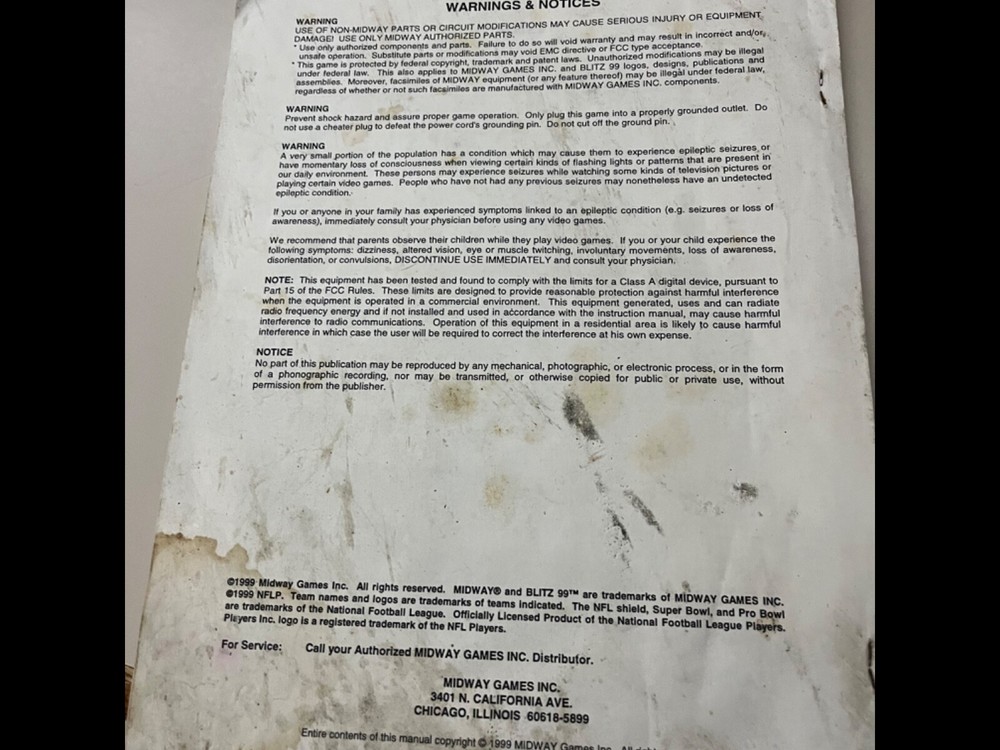 WARNINGS & NOTICES
WARNING
USE OF NON-MIDWAY PARTS OR CIRCUIT MODIFICATIONS MAY CAUSE SERIOUS INJURY OR EQUIPMENT
DAMAGE! USE ONLY MIDWAY AUTHORIZED PARTS.
* Use only authorized components and parts. Failure to do so will void warranty and may result in incorrect and/or
unsafe operation. Substitute parts or modifications may void EMC directive or FCC type acceptance.
* This game is protected by federal copyright, trademark and patent laws. Unauthorized modifications may be illegal
under federal law. This also applies to MIDWAY GAMES INC. and BLITZ 99 logos, designs, publications and
assemblies. Moreover, facsimiles of MIDWAY equipment (or any feature thereof) may be illegal under federal law,
regardless of whether or not such facsimiles are manufactured with MIDWAY GAMES INC. components.
WARNING
Prevent shock hazard and assure proper game operation. Only plug this game into a properly grounded outlet. Do
not use a cheater plug to defeat the power cord's grounding pin. Do not cut off the ground pin.
WARNING
A very small portion of the population has a condition which may cause them to experience epileptic seizures or
have momentary loss of consciousness when viewing certain kinds of flashing lights or patterns that are present in
our daily environment. These persons may experience seizures while watching some kinds of television pictures or
playing certain video games. People who have not had any previous seizures may nonetheless have an undetected
epileptic condition.
If you or anyone in your family has experienced symptoms linked to an epileptic condition (e.g. seizures or loss of
awareness), immediately consult your physician before using any video games.
We recommend that parents observe their children while they play video games. If you or your child experience the
following symptoms: dizziness, altered vision, eye or muscle twitching, involuntary movements, loss of awareness,
disorientation, or convulsions, DISCONTINUE USE IMMEDIATELY and consult your physician.
NOTE: This equipment has been tested and found to comply with the limits for a Class A digital device, pursuant to
Part 15 of the FCC Rules. These limits are designed to provide reasonable protection against harmful interference
when the equipment is operated in a commercial environment. This equipment generated, uses and can radiate
radio frequency energy and if not installed and used in accordance with the instruction manual, may cause harmful
interference to radio communications. Operation of this equipment in a residential area is likely to cause harmful
interference in which case the user will be required to correct the interference at his own expense.
NOTICE
No part of this publication may be reproduced by any mechanical, photographic, or electronic process, or in the form
of a phonographic recording, nor may be transmitted, or otherwise copied for public or private use, without
permission from the publisher.
©1999 Midway Games Inc. All rights reserved. MIDWAY® and BLITZ 99™ are trademarks of MIDWAY GAMES INC.
©1999 NFLP. Team names and logos are trademarks of teams indicated. The NFL shield, Super Bowl, and Pro Bowl
are trademarks of the National Football League. Officially Licensed Product of the National Football League Players.
Players Inc. logo is a registered trademark of the NFL Players.
For Service: Call your Authorized MIDWAY GAMES INC. Distributor.
MIDWAY GAMES INC.
3401 N. CALIFORNIA AVE.
CHICAGO, ILLINOIS 60618-5899
Entire contents of this manual copyright © 1999 MIDWAY Games Inc. All